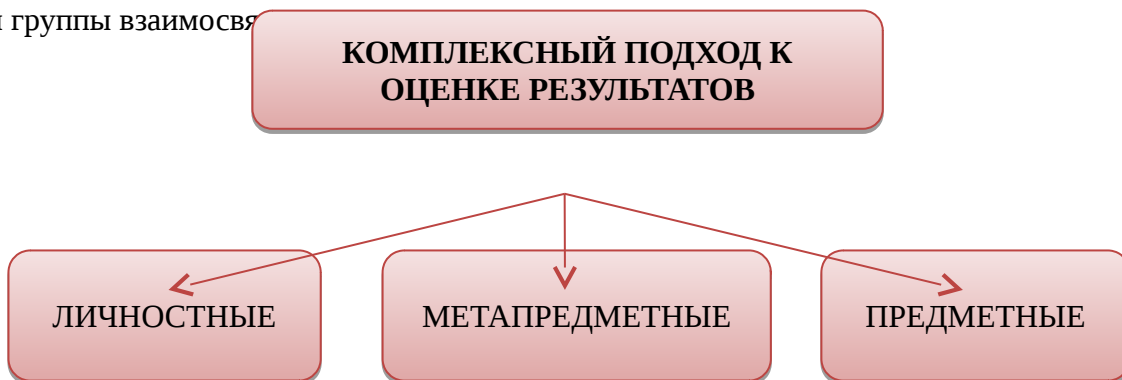 группы взаимосвя
КОМПЛЕКСНЫЙ ПОДХОД К
ОЦЕНКЕ РЕЗУЛЬТАТОВ
ЛИЧНОСТНЫЕ
МЕТАПРЕДМЕТНЫЕ
ПРЕДМЕТНЫЕ